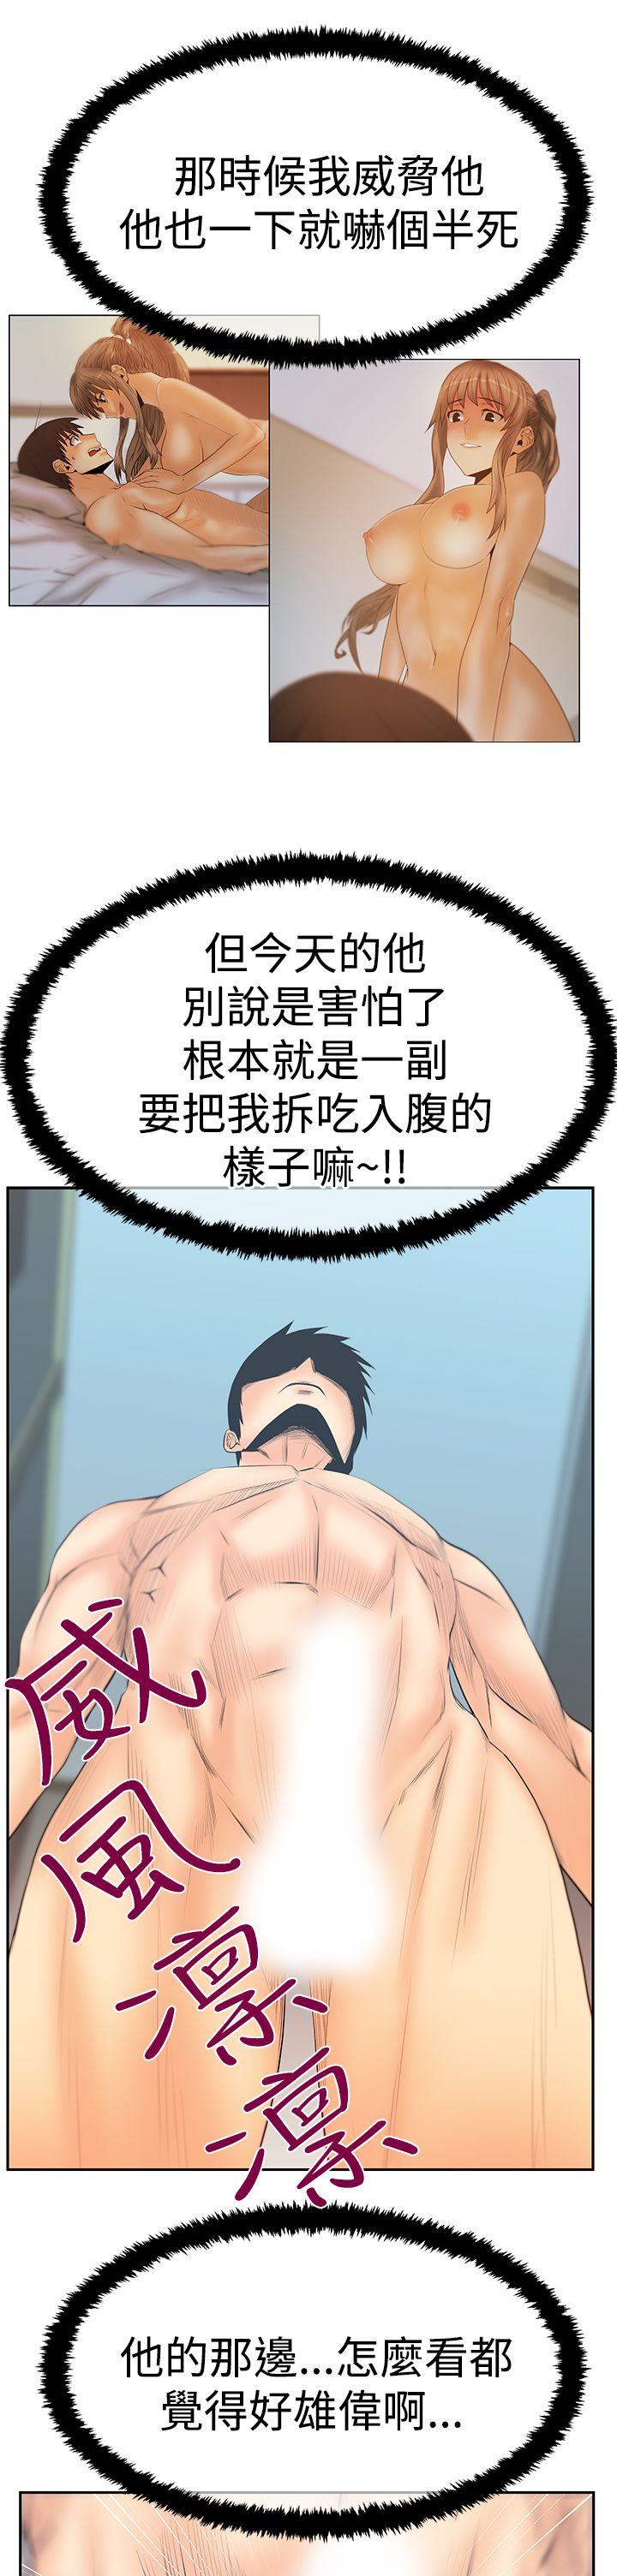 那時候我威脅他
他也一下就嚇個半死
但今天的他
別說是害怕了
根本就是一副
要把我拆吃入腹的
樣子嘛~!!
威風凜凜
他的那邊...怎麼看都
覺得好雄偉啊...